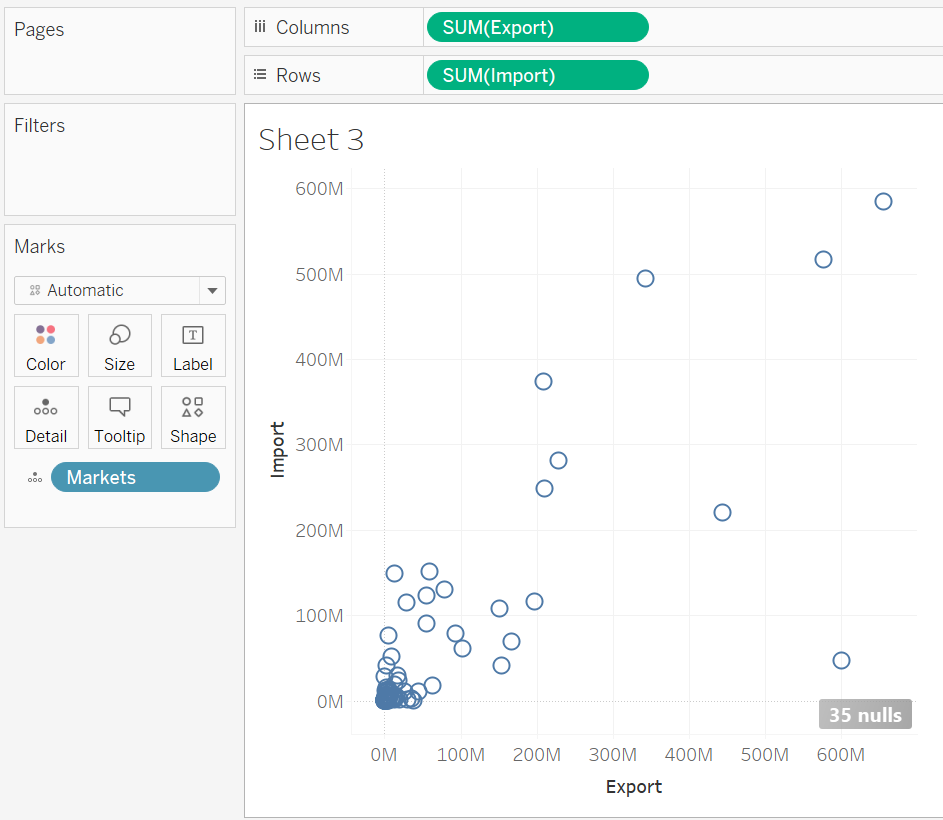 Pages
Columns
SUM(Export)
Rows
SUM(Import)
Filters
Marks
Automatic
Color
Size
Label
Detail
Tooltip
Shape
Markets
Sheet 3
600M
500M
400M
300M
200M
100M
0M
Import
35 nulls
0M 100M 200M 300M 400M 500M 600M
Export